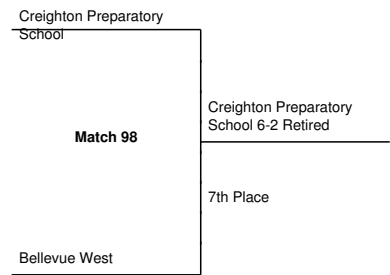 Creighton Preparatory
School
Creighton Preparatory
School 6-2 Retired
Match 98
7th Place
Bellevue West